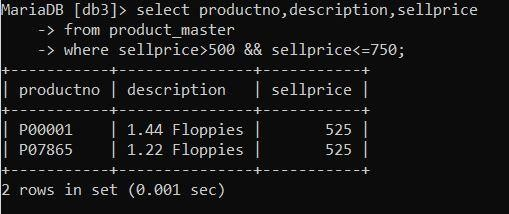 MariaDB [db3]> select productno,description,sellprice
    -> from product_master
    -> where sellprice>500 && sellprice<=750;
+-----------+---------------+-----------+
| productno | description   | sellprice |
+-----------+---------------+-----------+
| P00001    | 1.44 Floppies |       525 |
| P07865    | 1.22 Floppies |       525 |
+-----------+---------------+-----------+
2 rows in set (0.001 sec)